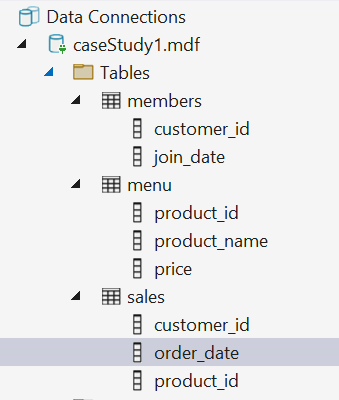 Data Connections
caseStudy1.mdf
Tables
members
customer_id
join_date
menu
product_id
product_name
price
sales
customer_id
order_date
product_id